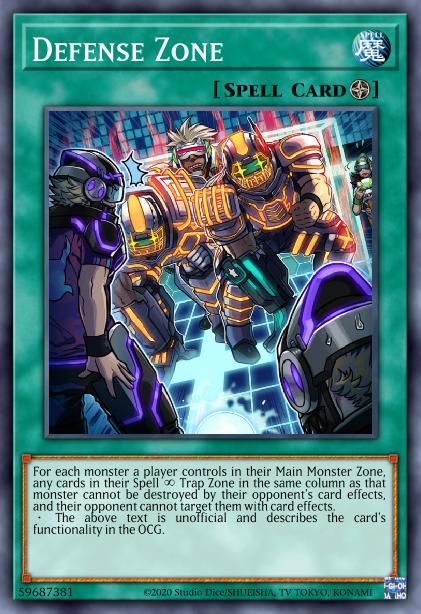 DEFENSE ZONE
SPELL
魔
[SPELL CARD]
For each monster a player controls in their Main Monster Zone,
any cards in their Spell ∞ Trap Zone in the same column as that
monster cannot be destroyed by their opponent's card effects,
and their opponent cannot target them with card effects.
· The above text is unofficial and describes the card's
functionality in the OCG.
59687381 ©2020 Studio Dice/SHUEISHA, TV TOKYO, KONAMI